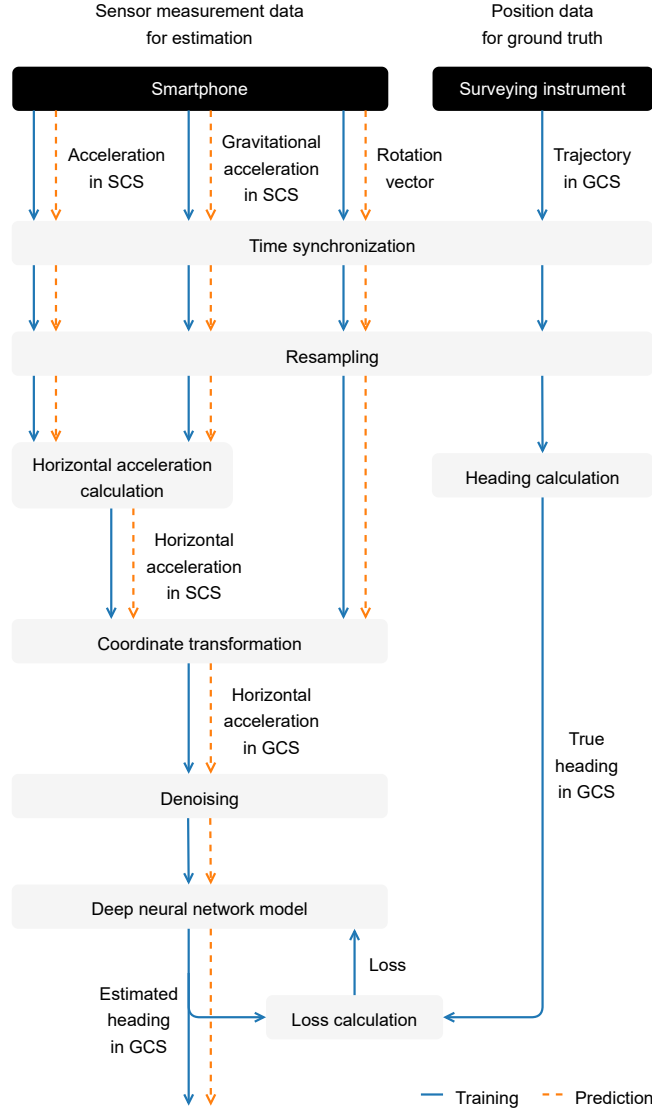 Sensor measurement data
for estimation
Position data
for ground truth
Smartphone
Surveying instrument
Acceleration
in SCS
Gravitational
acceleration
in SCS
Rotation
vector
Trajectory
in GCS
Time synchronization
Resampling
Horizontal acceleration
calculation
Heading calculation
Horizontal
acceleration
in SCS
Coordinate transformation
Horizontal
acceleration
in GCS
True
heading
in GCS
Denoising
Deep neural network model
Loss
Estimated
heading
in GCS
Loss calculation
Training
Prediction